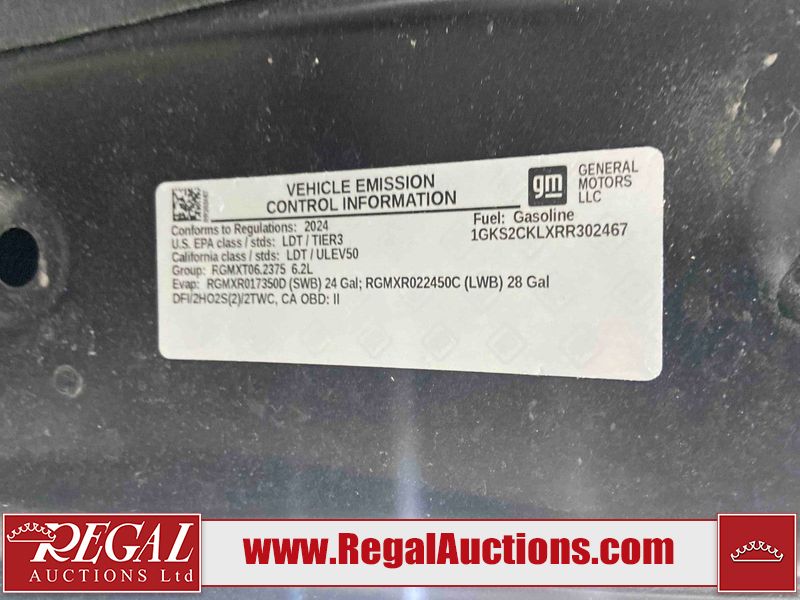 VEHICLE EMISSION
CONTROL INFORMATION
gm
GENERAL
MOTORS
LLC
Conforms to Regulations: 2024
U.S. EPA class / stds: LDT / TIER3
California class / stds: LDT / ULEV50
Group: RGMXT06.2375 6.2L
Evap: RGMXR017350D (SWB) 24 Gal; RGMXR022450C (LWB) 28 Gal
DFI/2HO2S(2)/2TWC, CA OBD: II
Fuel: Gasoline
1GKS2CKLXRR302467
REGAL
AUCTIONS Ltd
www.RegalAuctions.com